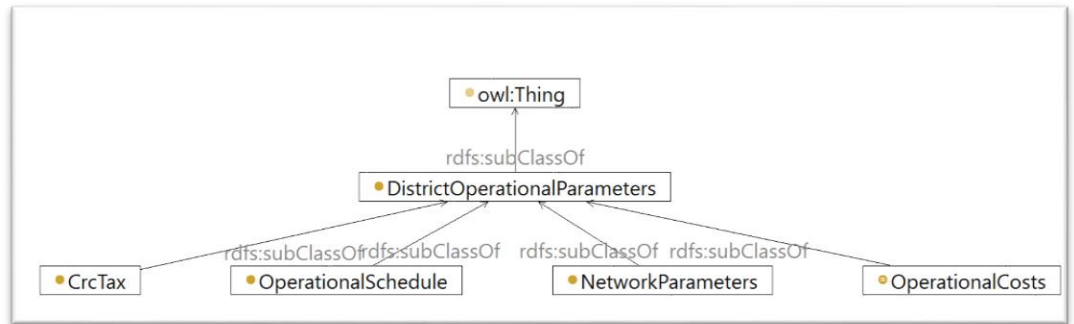 owl:Thing
rdfs:subClassOf
DistrictOperationalParameters
rdfs:subClassOf rdfs:subClassOf rdfs:subClassOf rdfs:subClassOf
CrcTax OperationalSchedule NetworkParameters OperationalCosts